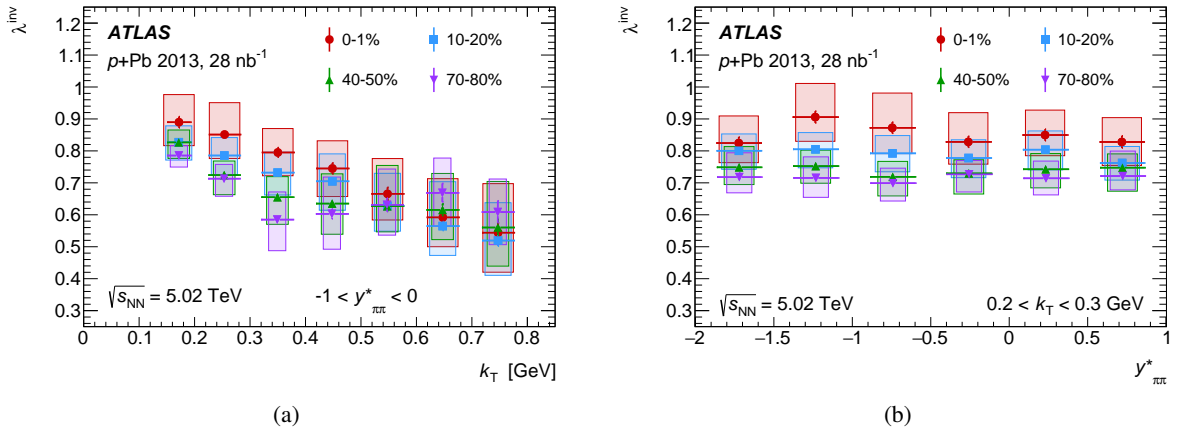 λ^inv
1.2
1.1
1
0.9
0.8
0.7
0.6
0.5
0.4
0.3
ATLAS
p+Pb 2013, 28 nb⁻¹
0-1%
10-20%
40-50%
70-80%
√s_NN = 5.02 TeV
-1 < y*_ππ < 0
0 0.1 0.2 0.3 0.4 0.5 0.6 0.7 0.8
k_T [GeV]
(a)
λ^inv
1.2
1.1
1
0.9
0.8
0.7
0.6
0.5
0.4
0.3
ATLAS
p+Pb 2013, 28 nb⁻¹
0-1%
10-20%
40-50%
70-80%
√s_NN = 5.02 TeV
0.2 < k_T < 0.3 GeV
−2 −1.5 −1 −0.5 0 0.5 1
y*_ππ
(b)